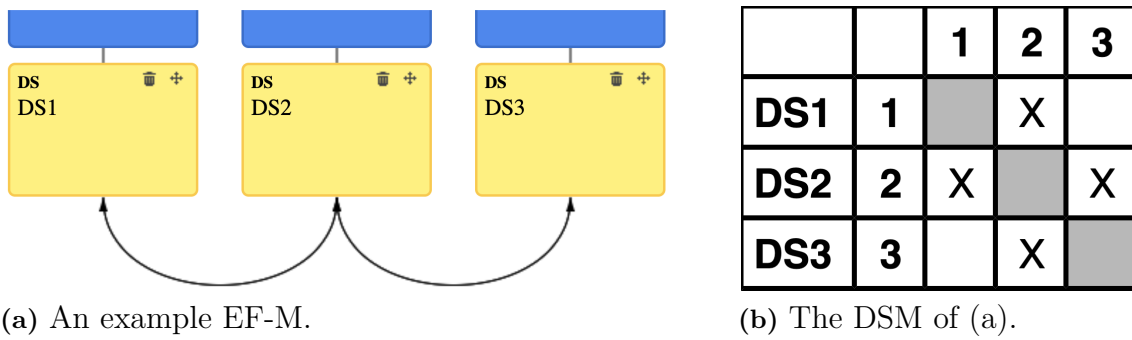 DS DS DS
DS1 DS2 DS3
(a) An example EF-M.
1 2 3
DS1 1 X
DS2 2 X X
DS3 3 X
(b) The DSM of (a).